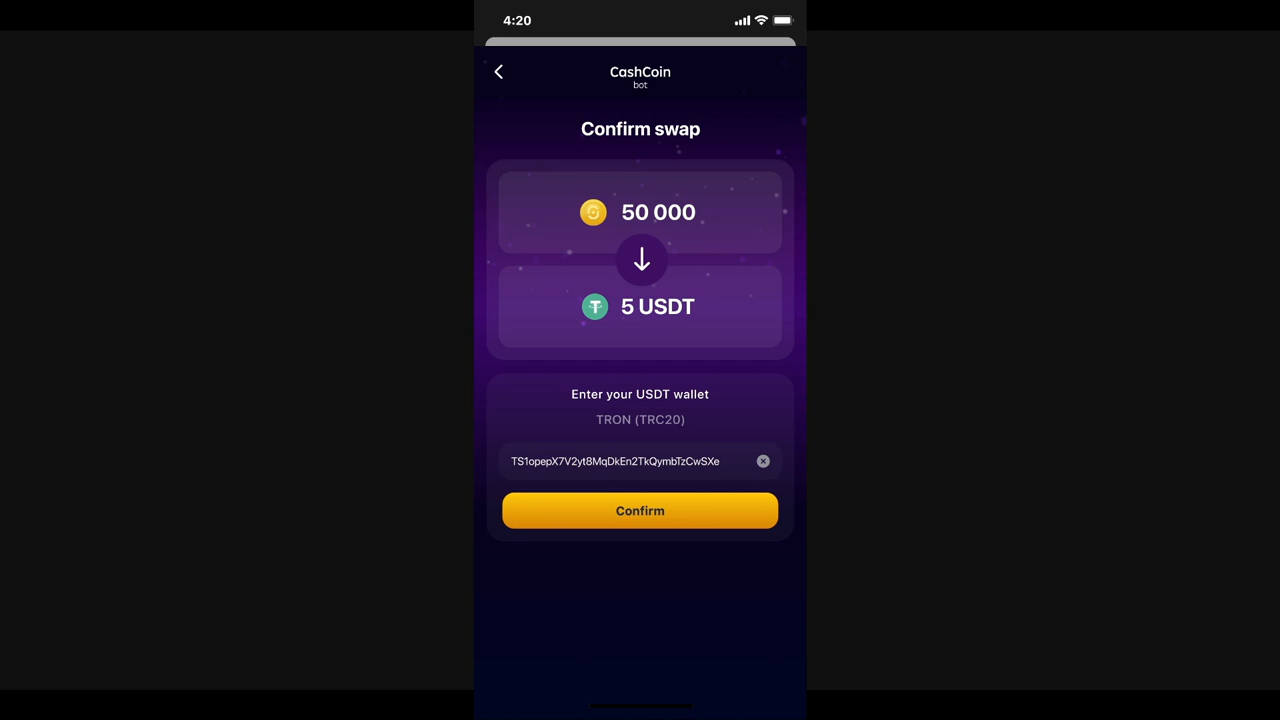 4:20
CashCoin
bot
Confirm swap
50 000
5 USDT
Enter your USDT wallet
TRON (TRC20)
TS1opepX7V2yt8MqDkEn2TkQymbTzCwSXe
Confirm